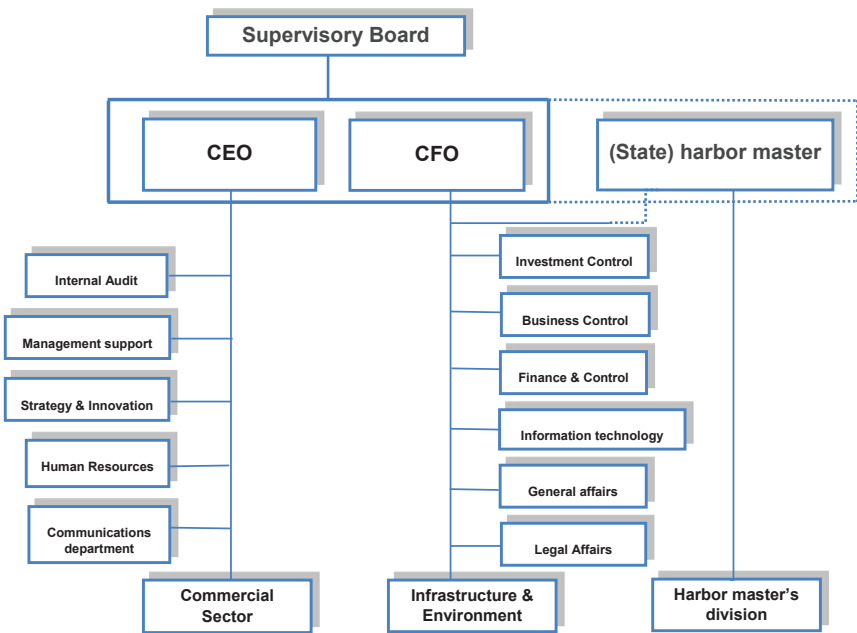 Supervisory Board
CEO
CFO
(State) harbor master
Internal Audit
Management support
Strategy & Innovation
Human Resources
Communications
department
Investment Control
Business Control
Finance & Control
Information technology
General affairs
Legal Affairs
Commercial
Sector
Infrastructure &
Environment
Harbor master's
division